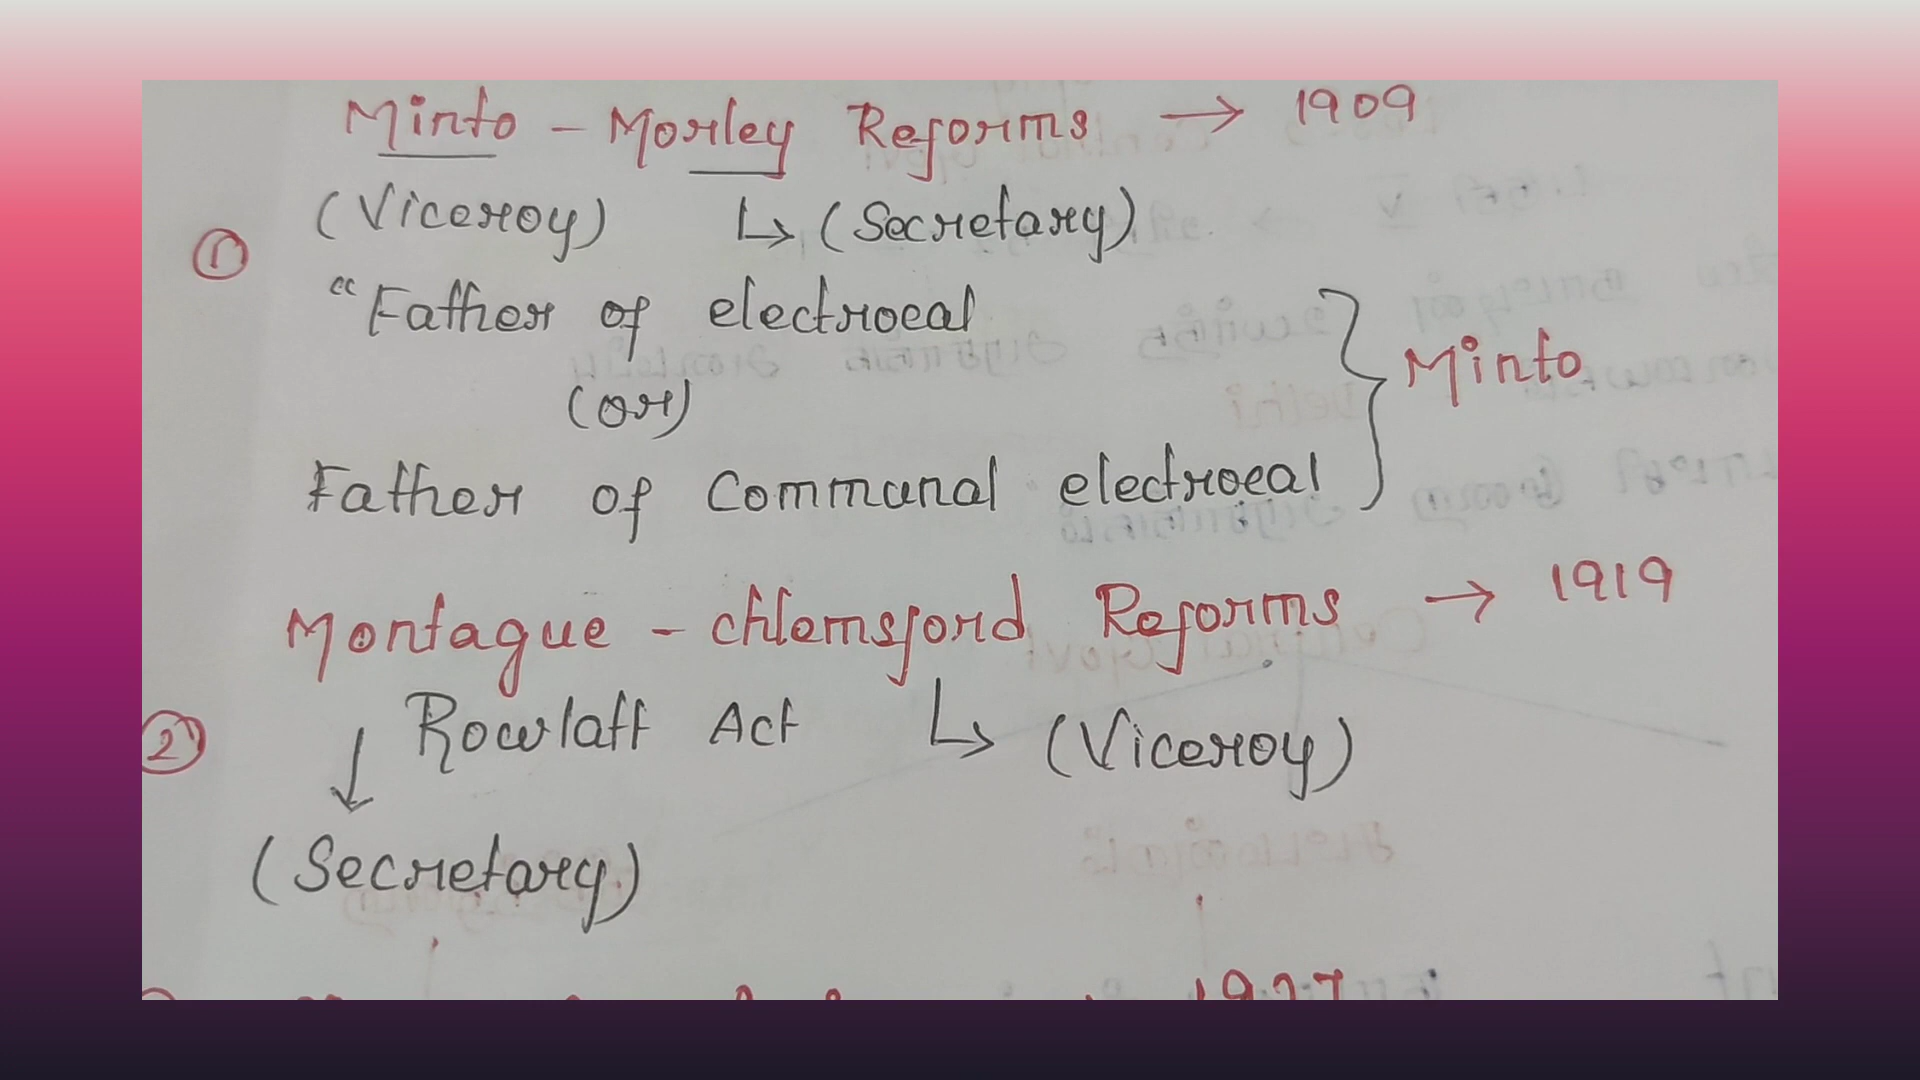 Minto - Morley Reforms → 1909
(Viceroy) ↳ (Secretary)
①
"Father of electroeal
(or)
Father of Communal electroeal
} Minto
Montague - chlemsford Reforms → 1919
② ↓ Rowlatt Act ↳ (Viceroy)
(Secretary)